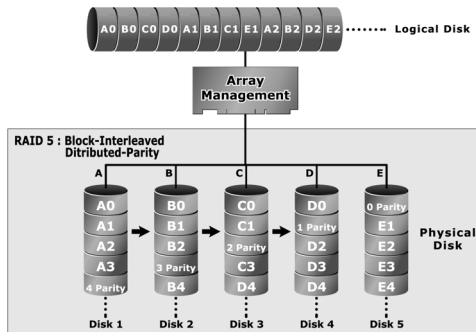 A0 B0 C0 D0 A1 B1 C1 E1 A2 B2 D2 E2
Logical Disk
Array
Management
RAID 5 : Block-Interleaved
Ditributed-Parity
A B C D E
A0 B0 C0 D0 0 Parity
A1 B1 C1 1 Parity E1
A2 B2 2 Parity D2 E2
A3 3 Parity C3 D3 E3
4 Parity B4 D4 D4 E4
Physical
Disk
Disk 1 Disk 2 Disk 3 Disk 4 Disk 5